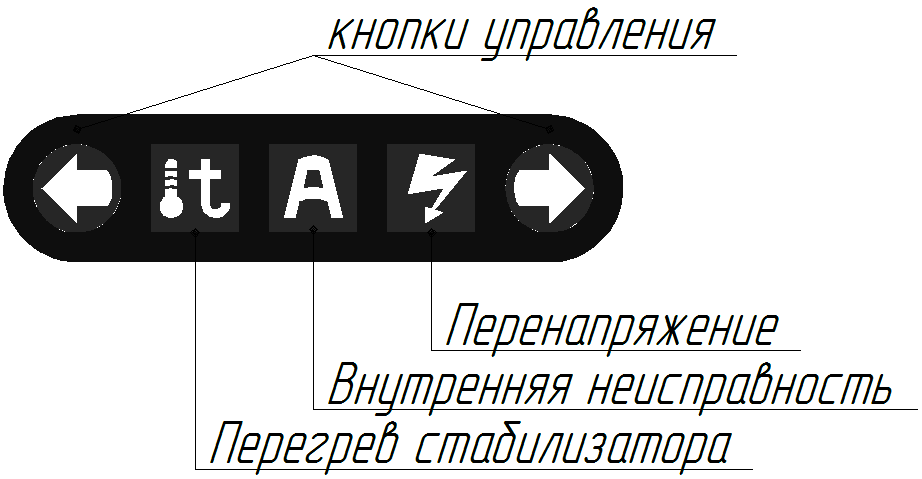 кнопки управления
t A
Перенапряжение
Внутренняя неисправность
Перегрев стабилизатора